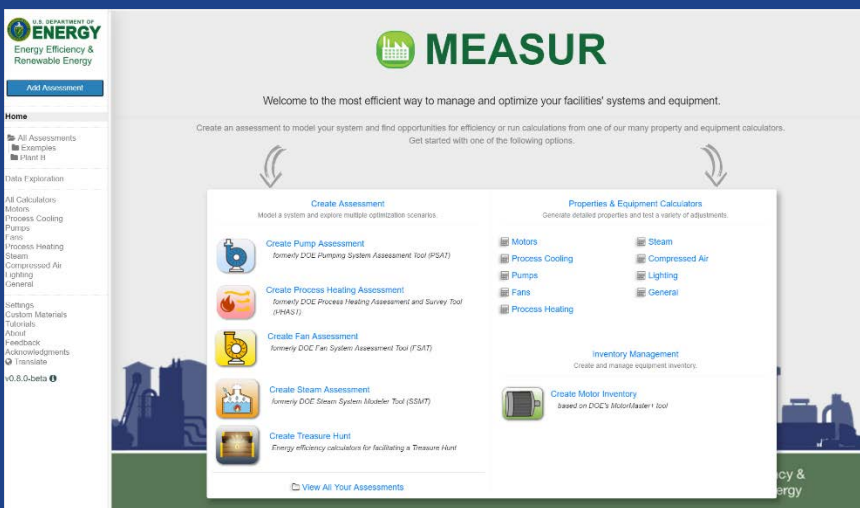 U.S. DEPARTMENT OF
ENERGY
Energy Efficiency &
Renewable Energy
Add Assessment
Home
All Assessments
Examples
Plant B
Data Exploration
All Calculators
Motors
Process Cooling
Pumps
Fans
Process Heating
Steam
Compressed Air
Lighting
General
Settings
Custom Materials
Tutorials
About
Feedback
Acknowledgments
Translate
v0.8.0-beta
MEASUR
Welcome to the most efficient way to manage and optimize your facilities' systems and equipment.
Create an assessment to model your system and find opportunities for efficiency or run calculations from one of our many property and equipment calculators.
Get started with one of the following options.
Create Assessment
Model a system and explore multiple optimization scenarios.
Create Pump Assessment
formerly DOE Pumping System Assessment Tool (PSAT)
Create Process Heating Assessment
formerly DOE Process Heating Assessment and Survey Tool
(PHAST)
Create Fan Assessment
formerly DOE Fan System Assessment Tool (FSAT)
Create Steam Assessment
formerly DOE Steam System Modeler Tool (SSMT)
Create Treasure Hunt
Energy efficiency calculators for facilitating a Treasure Hunt
View All Your Assessments
Properties & Equipment Calculators
Generate detailed properties and test a variety of adjustments.
Motors
Process Cooling
Pumps
Fans
Process Heating
Steam
Compressed Air
Lighting
General
Inventory Management
Create and manage equipment inventory.
Create Motor Inventory
based on DOE's MotorMaster+ tool
cy &
ergy